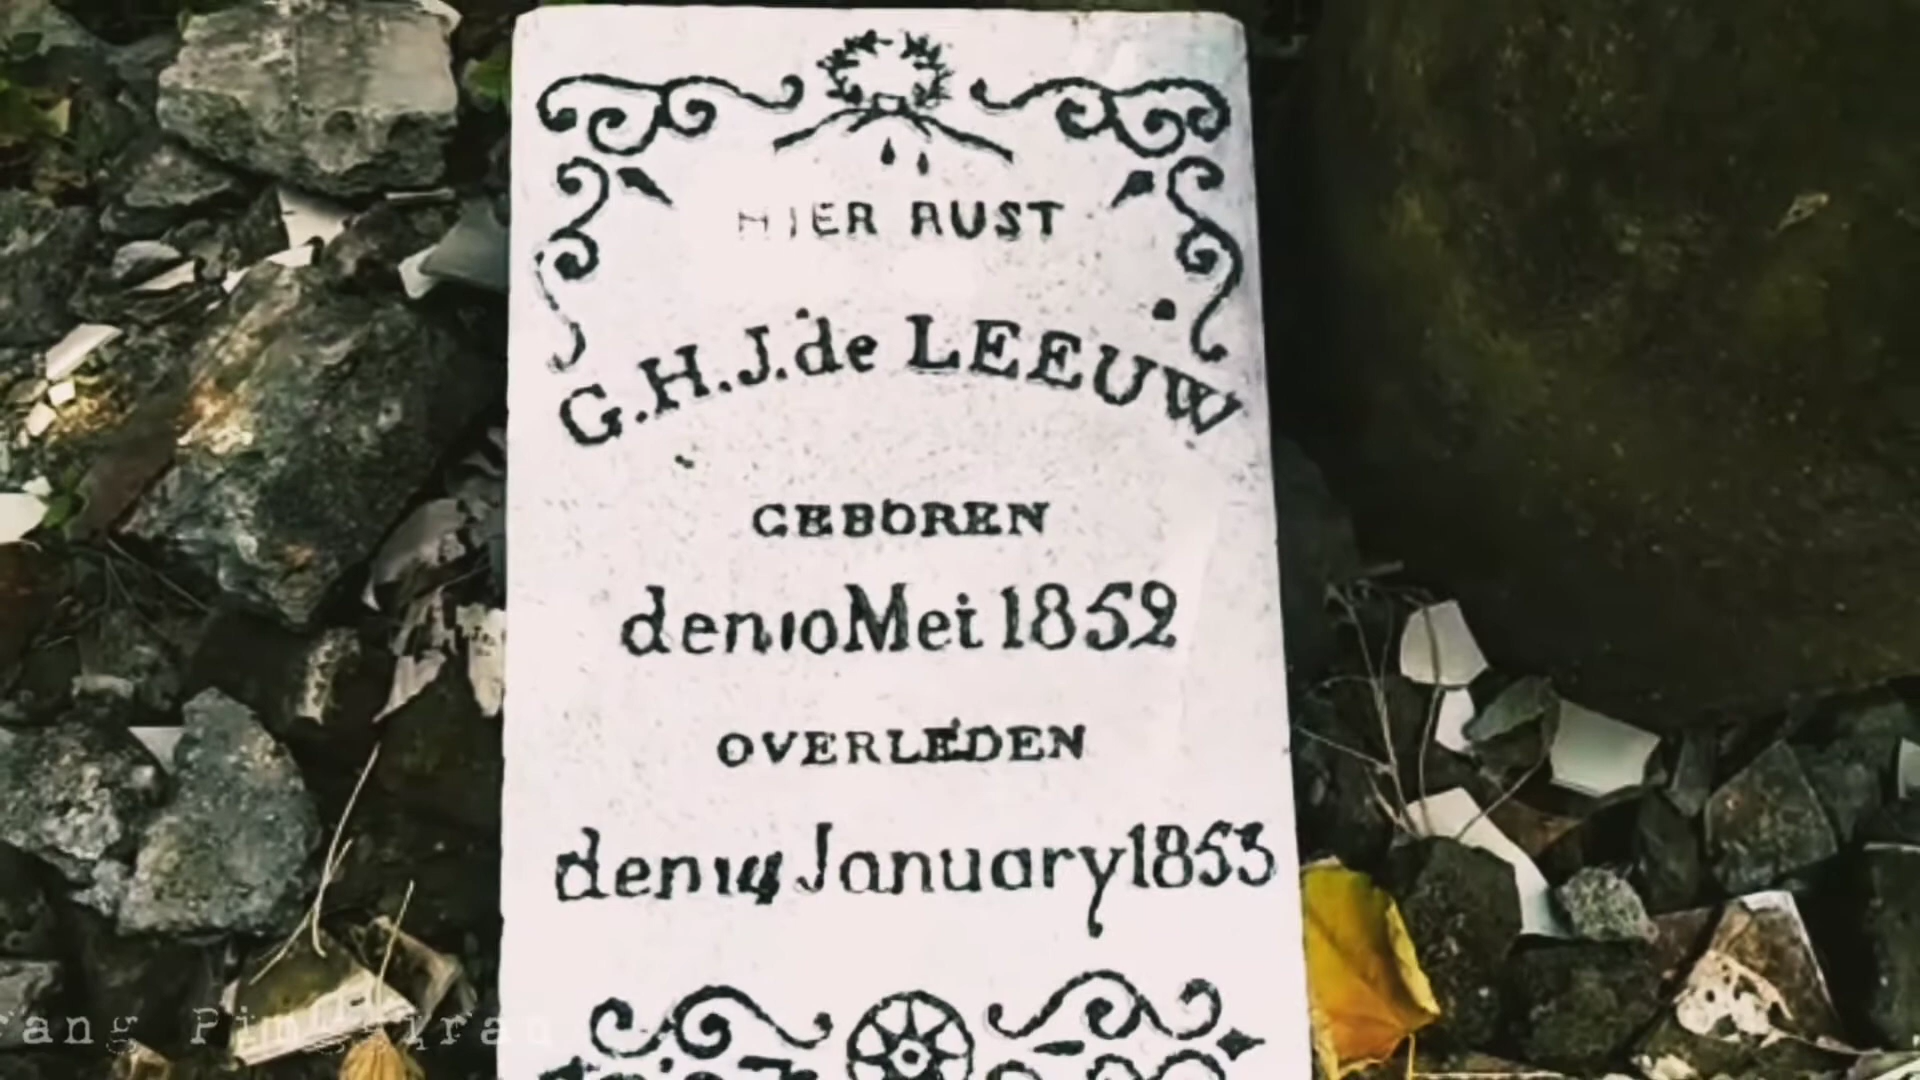 HIER RUST
G.H.J. de LEEUW
GEBOREN
den 10 Mei 1852
OVERLEDEN
den 14 January 1853